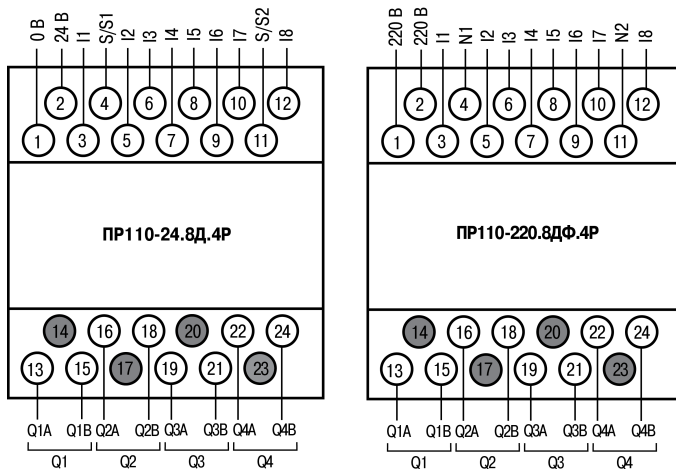 0 В 24 В I1 S/S1 I2 I3 I4 I5 I6 I7 S/S2 I8
2 4 6 8 10 12
1 3 5 7 9 11
ПР110-24.8Д.4Р
14 16 18 20 22 24
13 15 17 19 21 23
Q1A Q1B Q2A Q2B Q3A Q3B Q4A Q4B
Q1 Q2 Q3 Q4
220 В 220 В I1 N1 I2 I3 I4 I5 I6 I7 N2 I8
2 4 6 8 10 12
1 3 5 7 9 11
ПР110-220.8ДФ.4Р
14 16 18 20 22 24
13 15 17 19 21 23
Q1A Q1B Q2A Q2B Q3A Q3B Q4A Q4B
Q1 Q2 Q3 Q4